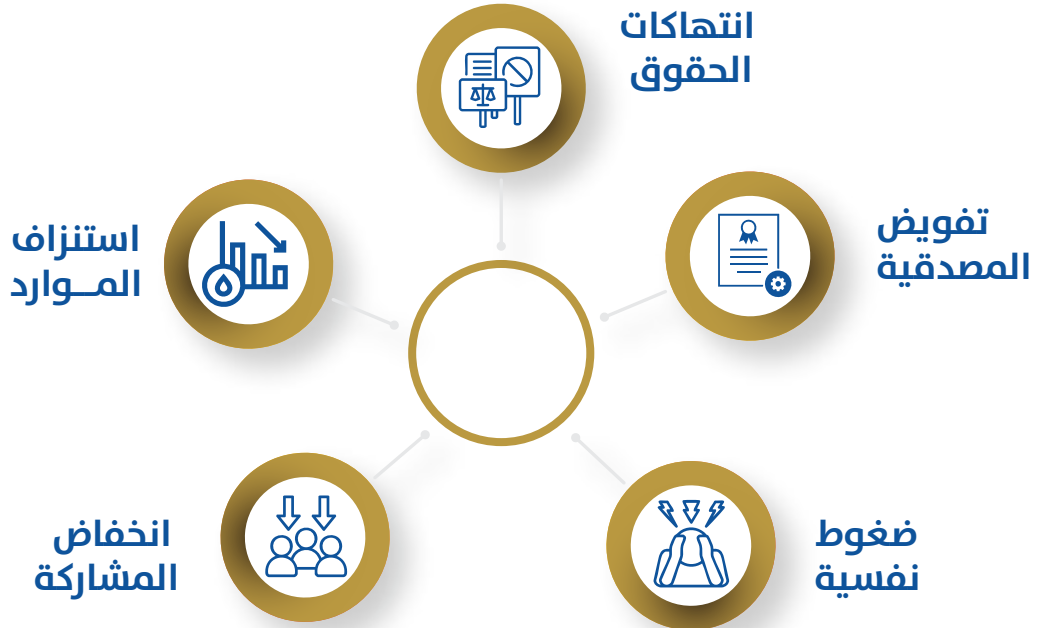 انتهاكات
الحقوق
تفويض
المصدقية
ضغوط
نفسية
انخفاض
المشاركة
استنزاف
المــوارد